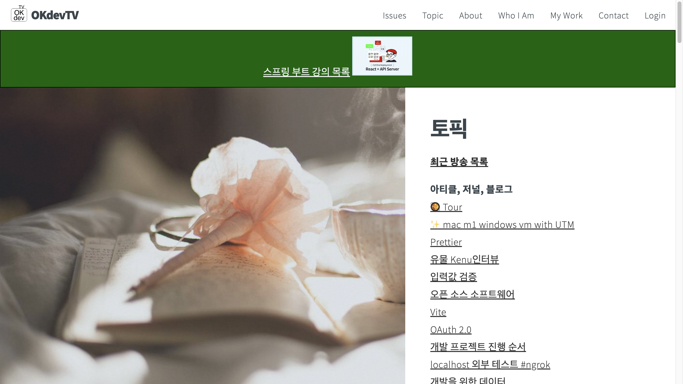 TV
OK
dev
OKdevTV
Issues
Topic
About
Who I Am
My Work
Contact
Login
스프링 부트 강의 목록
React + API Server
토픽
최근 방송 목록
아티클, 저널, 블로그
🥘 Tour
✨ mac m1 windows vm with UTM
Prettier
유물 Kenu인터뷰
입력값 검증
오픈 소스 소프트웨어
Vite
OAuth 2.0
개발 프로젝트 진행 순서
localhost 외부 테스트 #ngrok
개발을 위한 데이터